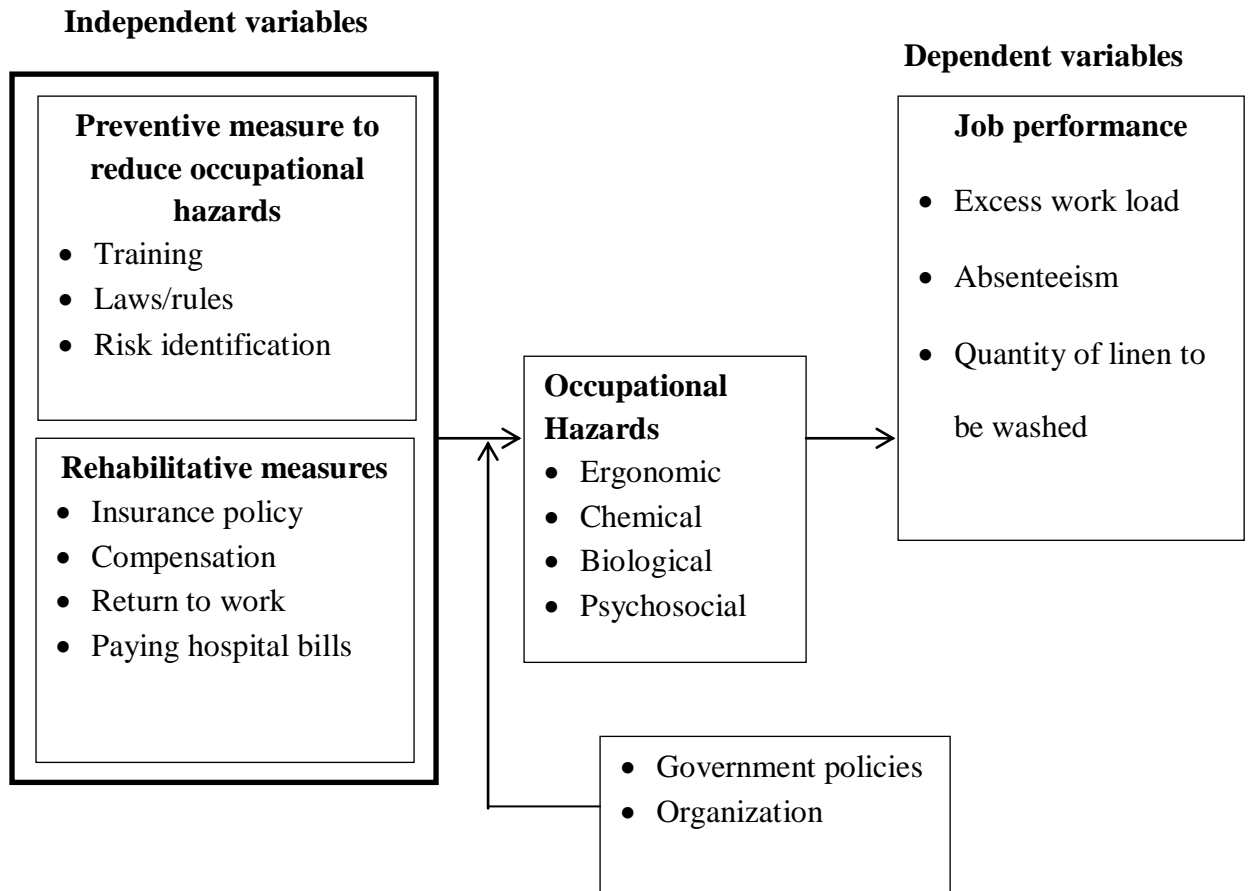 Independent variables
Preventive measure to
reduce occupational
hazards
• Training
• Laws/rules
• Risk identification
Rehabilitative measures
• Insurance policy
• Compensation
• Return to work
• Paying hospital bills
Occupational
Hazards
• Ergonomic
• Chemical
• Biological
• Psychosocial
Dependent variables
Job performance
• Excess work load
• Absenteeism
• Quantity of linen to
be washed
• Government policies
• Organization